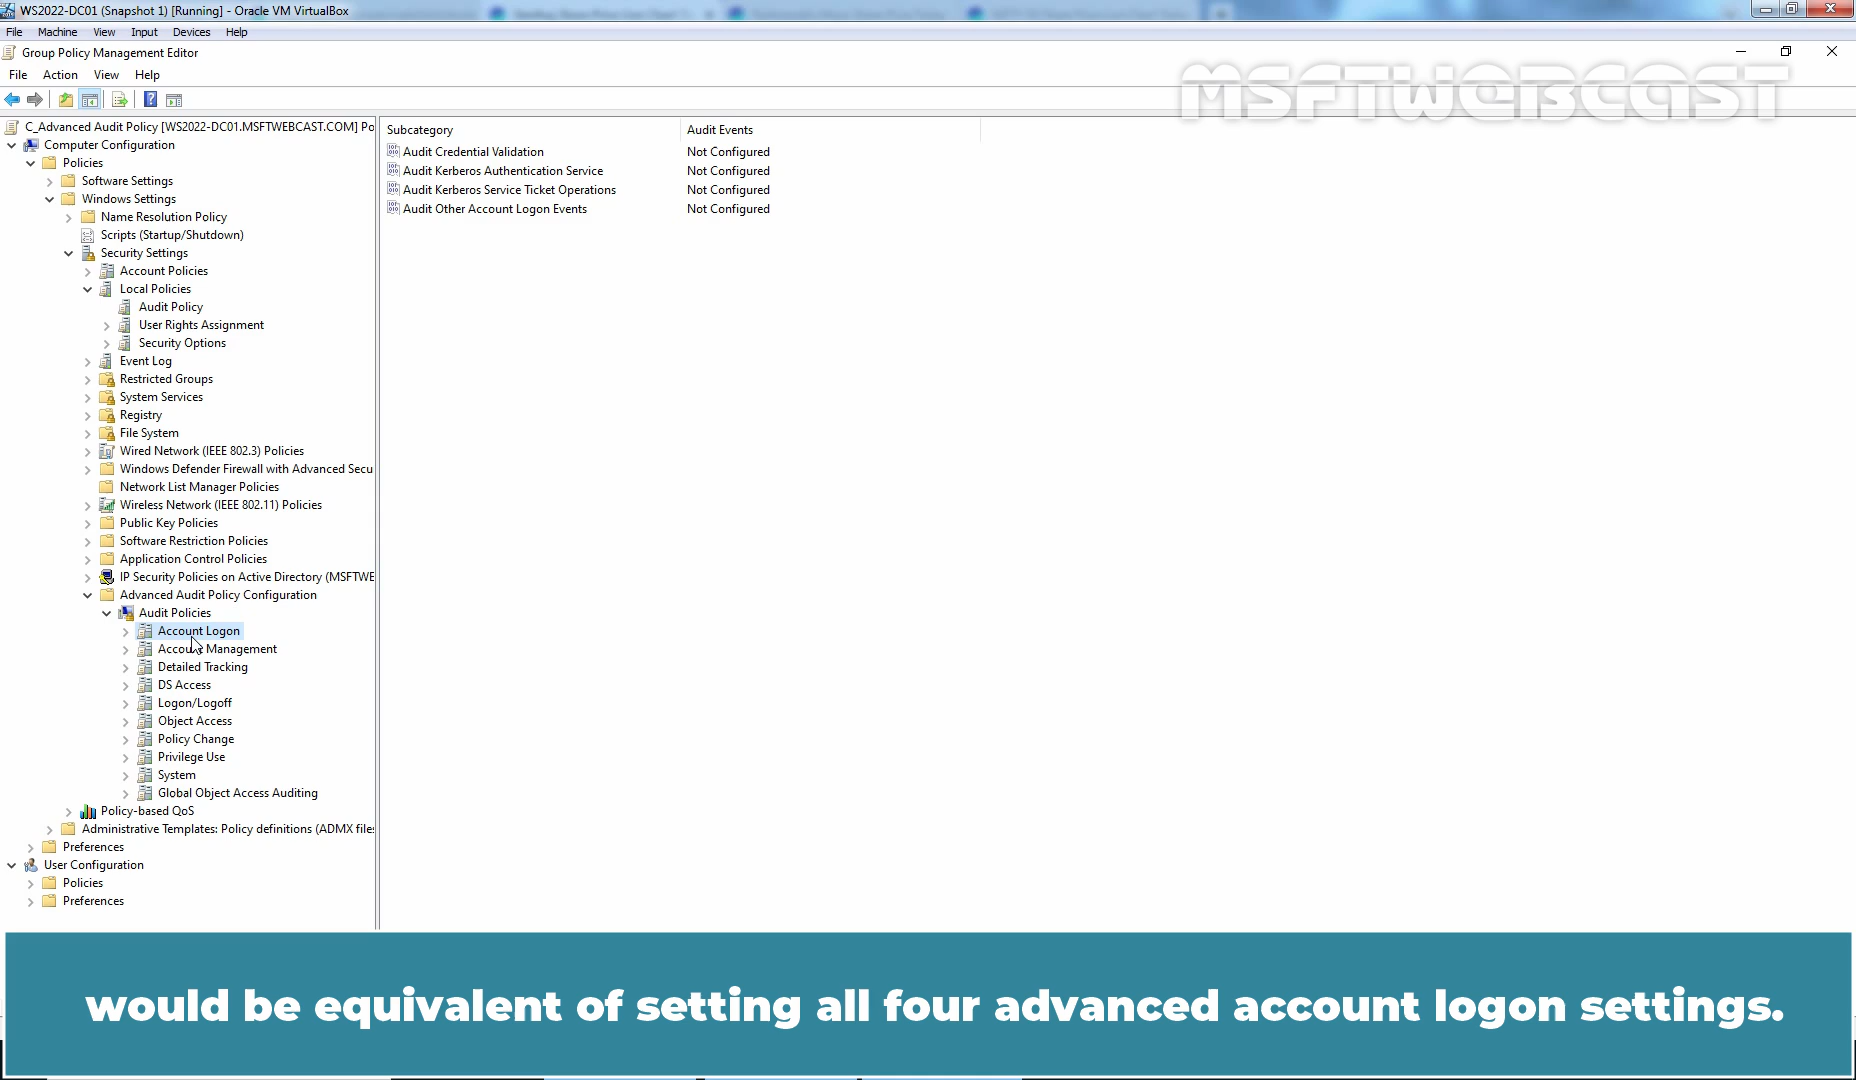 WS2022-DC01 (Snapshot 1) [Running] - Oracle VM VirtualBox
File Machine View Input Devices Help
Group Policy Management Editor
File Action View Help
MSFTWEBCAST
C_Advanced Audit Policy [WS2022-DC01.MSFTWEBCAST.COM] Po
Computer Configuration
Policies
Software Settings
Windows Settings
Name Resolution Policy
Scripts (Startup/Shutdown)
Security Settings
Account Policies
Local Policies
Audit Policy
User Rights Assignment
Security Options
Event Log
Restricted Groups
System Services
Registry
File System
Wired Network (IEEE 802.3) Policies
Windows Defender Firewall with Advanced Secu
Network List Manager Policies
Wireless Network (IEEE 802.11) Policies
Public Key Policies
Software Restriction Policies
Application Control Policies
IP Security Policies on Active Directory (MSFTWE
Advanced Audit Policy Configuration
Audit Policies
Account Logon
Account Management
Detailed Tracking
DS Access
Logon/Logoff
Object Access
Policy Change
Privilege Use
System
Global Object Access Auditing
Policy-based QoS
Administrative Templates: Policy definitions (ADMX files
Preferences
User Configuration
Policies
Preferences
Subcategory Audit Events
Audit Credential Validation Not Configured
Audit Kerberos Authentication Service Not Configured
Audit Kerberos Service Ticket Operations Not Configured
Audit Other Account Logon Events Not Configured
would be equivalent of setting all four advanced account logon settings.